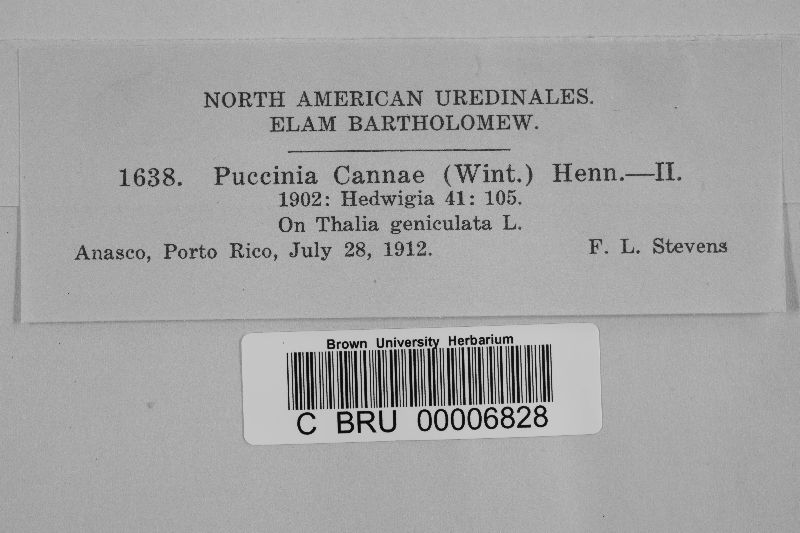 NORTH AMERICAN UREDINALES.
ELAM BARTHOLOMEW.
1638. Puccinia Cannae (Wint.) Henn.—II.
1902: Hedwigia 41: 105.
On Thalia geniculata L.
Anasco, Porto Rico, July 28, 1912. F. L. Stevens
Brown University Herbarium
C BRU 00006828